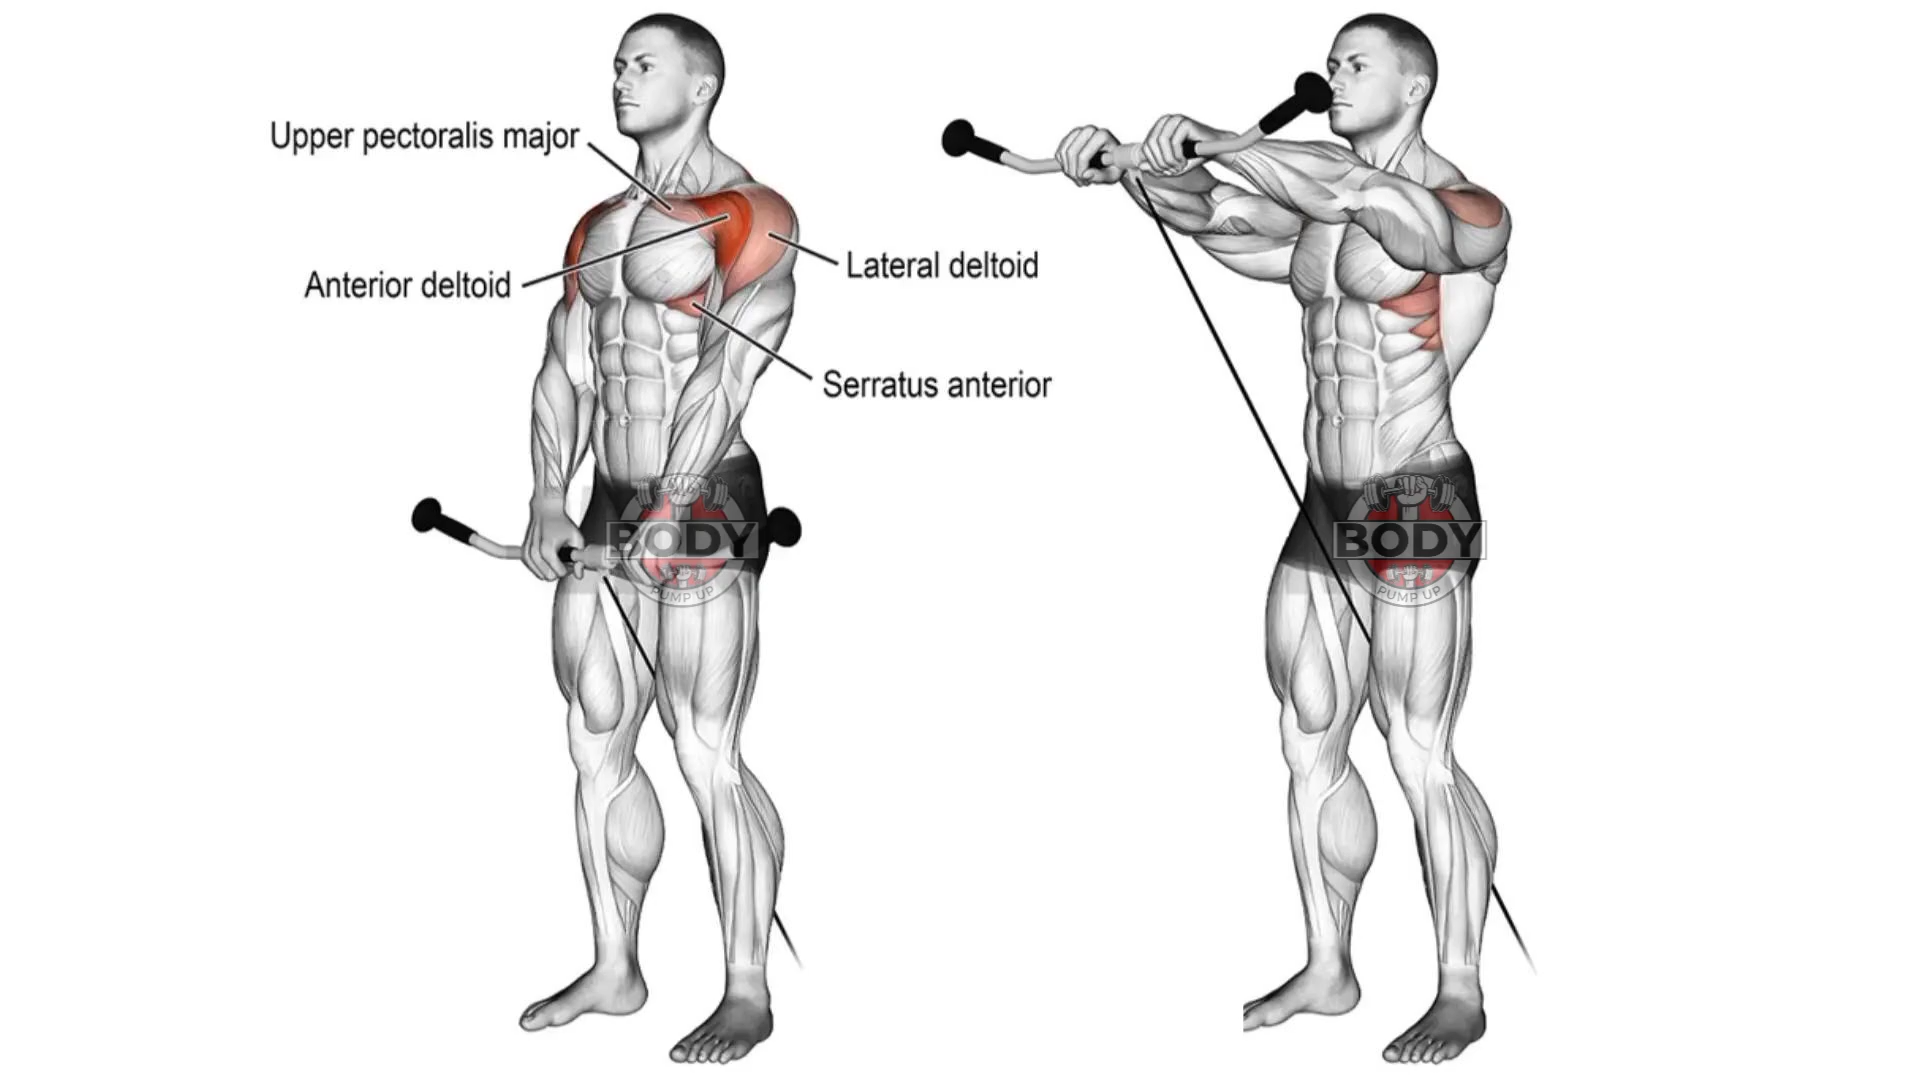 Upper pectoralis major
Anterior deltoid
Lateral deltoid
Serratus anterior
BODY
PUMP UP
BODY
PUMP UP